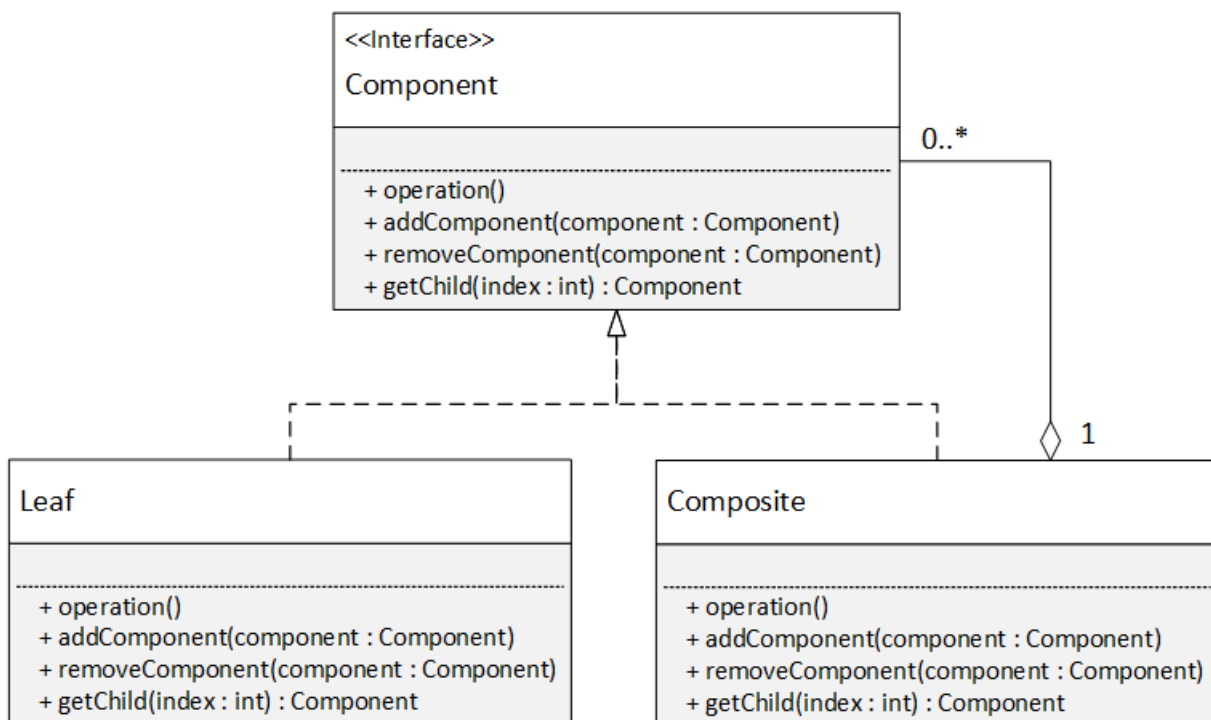 <<Interface>>
Component
+ operation()
+ addComponent(component : Component)
+ removeComponent(component : Component)
+ getChild(index : int) : Component
0..*
1
Leaf
+ operation()
+ addComponent(component : Component)
+ removeComponent(component : Component)
+ getChild(index : int) : Component
Composite
+ operation()
+ addComponent(component : Component)
+ removeComponent(component : Component)
+ getChild(index : int) : Component